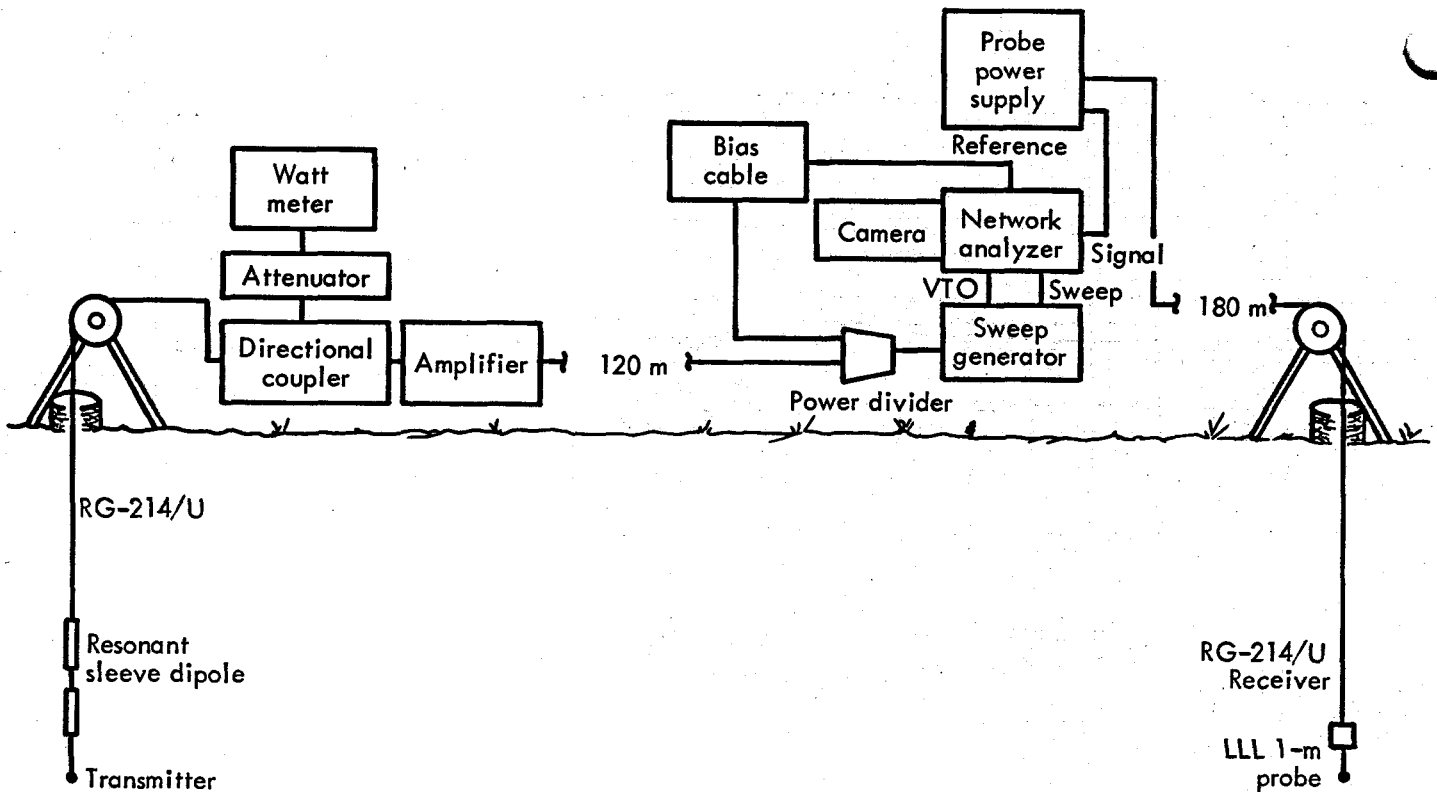 Probe
power
supply
Reference
Bias
cable
Watt
meter
Camera
Network
analyzer
Signal
Attenuator
VTO
Sweep
180 m
Directional
coupler
Amplifier
120 m
Sweep
generator
Power divider
RG-214/U
Resonant
sleeve dipole
Transmitter
RG-214/U
Receiver
LLL 1-m
probe